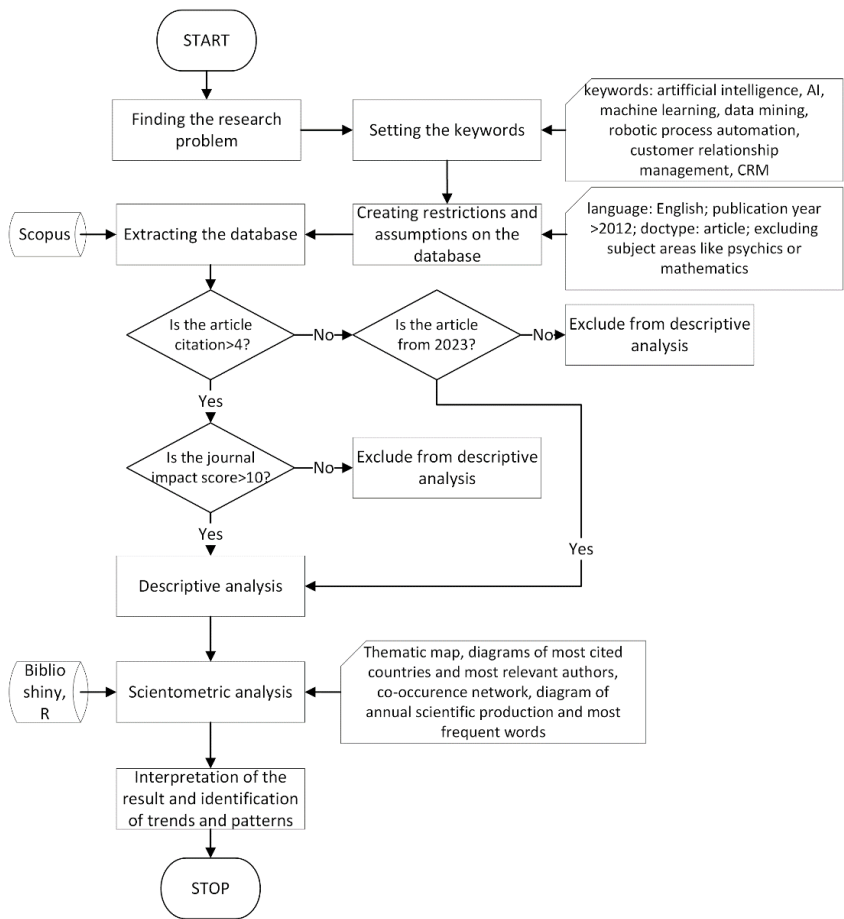 START
Finding the research
problem
Setting the keywords
keywords: artifficial intelligence, AI,
machine learning, data mining,
robotic process automation,
customer relationship
management, CRM
Scopus
Extracting the database
Creating restrictions and
assumptions on the
database
language: English; publication year
>2012; doctype: article; excluding
subject areas like psychics or
mathematics
Is the article
citation>4?
No
Is the article
from 2023?
No
Exclude from descriptive
analysis
Yes
Is the journal
impact score>10?
No
Exclude from descriptive
analysis
Yes
Yes
Descriptive analysis
Biblio
shiny,
R
Scientometric analysis
Thematic map, diagrams of most cited
countries and most relevant authors,
co-occurence network, diagram of
annual scientific production and most
frequent words
Interpretation of the
result and identification
of trends and patterns
STOP